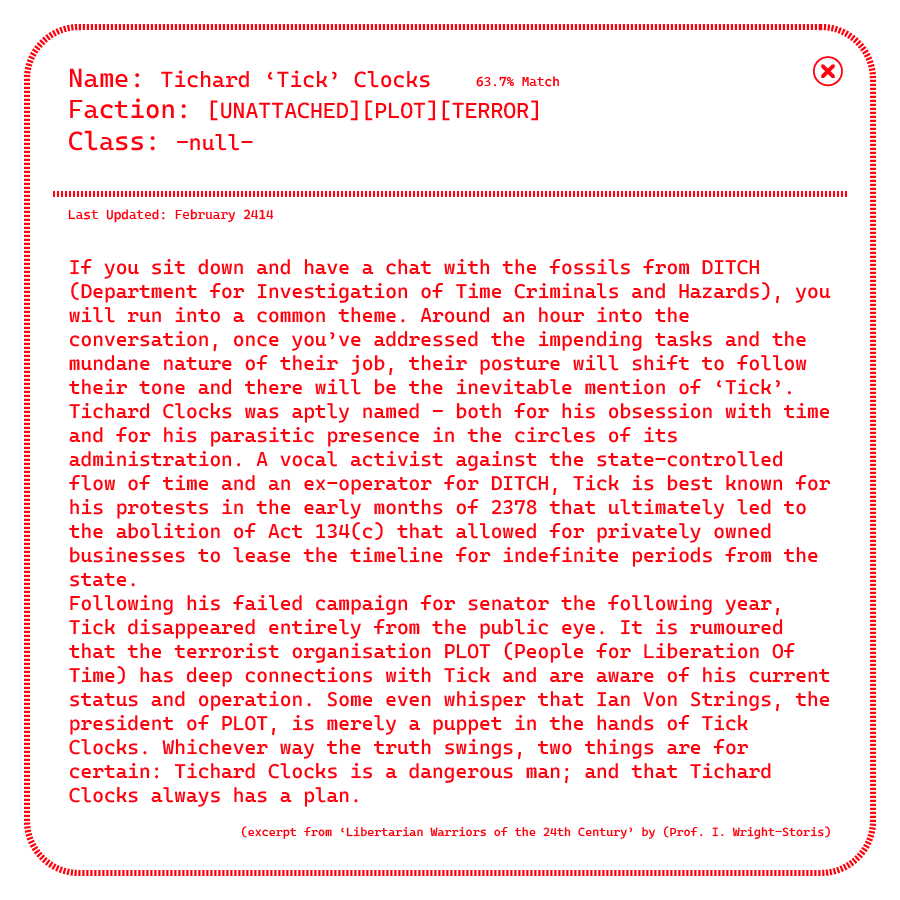 Name: Tichard ‘Tick’ Clocks 63.7% Match
Faction: [UNATTACHED][PLOT][TERROR]
Class: -null-
Last Updated: February 2414
If you sit down and have a chat with the fossils from DITCH
(Department for Investigation of Time Criminals and Hazards), you
will run into a common theme. Around an hour into the
conversation, once you’ve addressed the impending tasks and the
mundane nature of their job, their posture will shift to follow
their tone and there will be the inevitable mention of ‘Tick’.
Tichard Clocks was aptly named - both for his obsession with time
and for his parasitic presence in the circles of its
administration. A vocal activist against the state-controlled
flow of time and an ex-operator for DITCH, Tick is best known for
his protests in the early months of 2378 that ultimately led to
the abolition of Act 134(c) that allowed for privately owned
businesses to lease the timeline for indefinite periods from the
state.
Following his failed campaign for senator the following year,
Tick disappeared entirely from the public eye. It is rumoured
that the terrorist organisation PLOT (People for Liberation Of
Time) has deep connections with Tick and are aware of his current
status and operation. Some even whisper that Ian Von Strings, the
president of PLOT, is merely a puppet in the hands of Tick
Clocks. Whichever way the truth swings, two things are for
certain: Tichard Clocks is a dangerous man; and that Tichard
Clocks always has a plan.
(excerpt from ‘Libertarian Warriors of the 24th Century’ by (Prof. I. Wright-Storis)